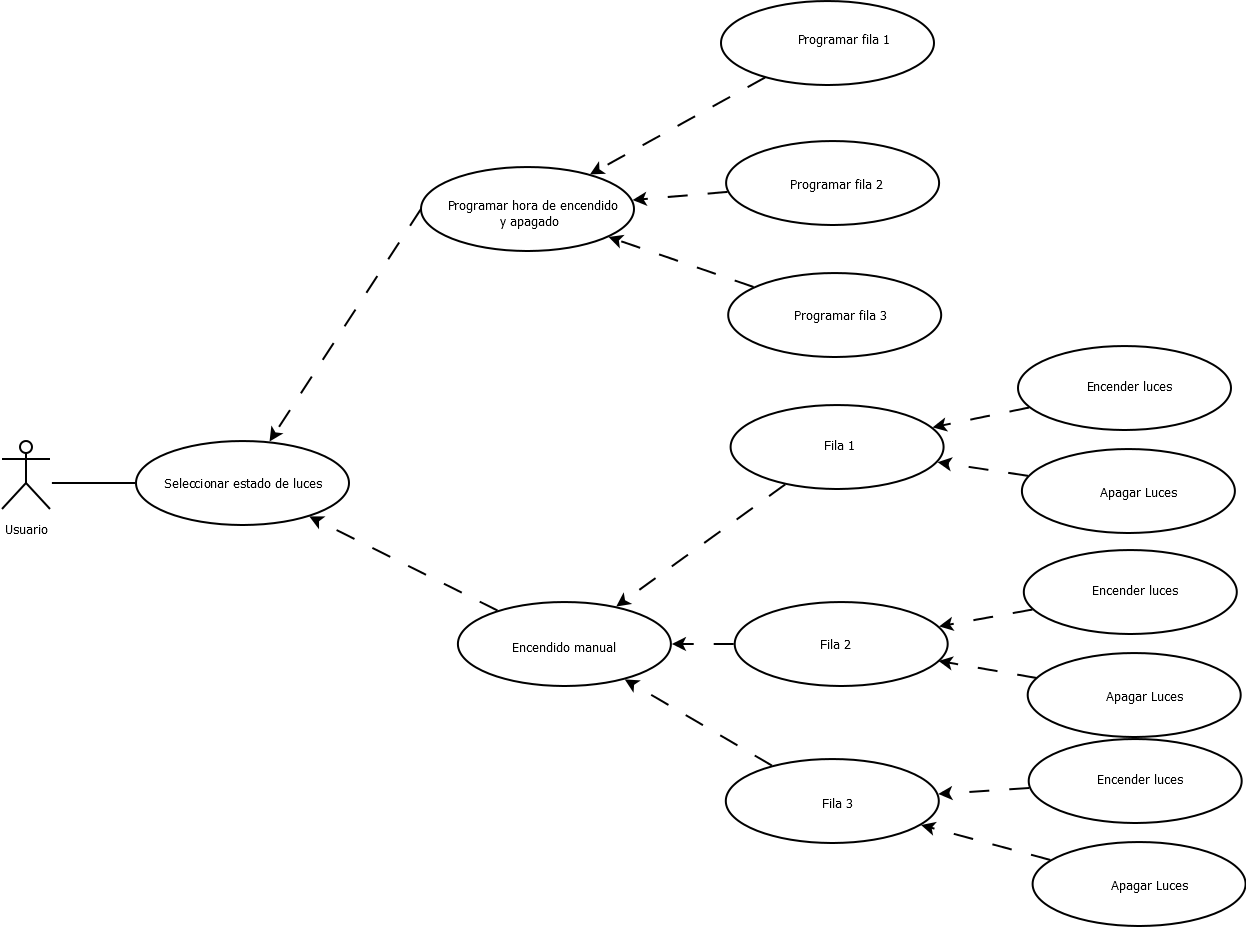 Programar fila 1
Programar fila 2
Programar hora de encendido
y apagado
Programar fila 3
Encender luces
Fila 1
Seleccionar estado de luces
Apagar Luces
Usuario
Encender luces
Fila 2
Encendido manual
Apagar Luces
Encender luces
Fila 3
Apagar Luces